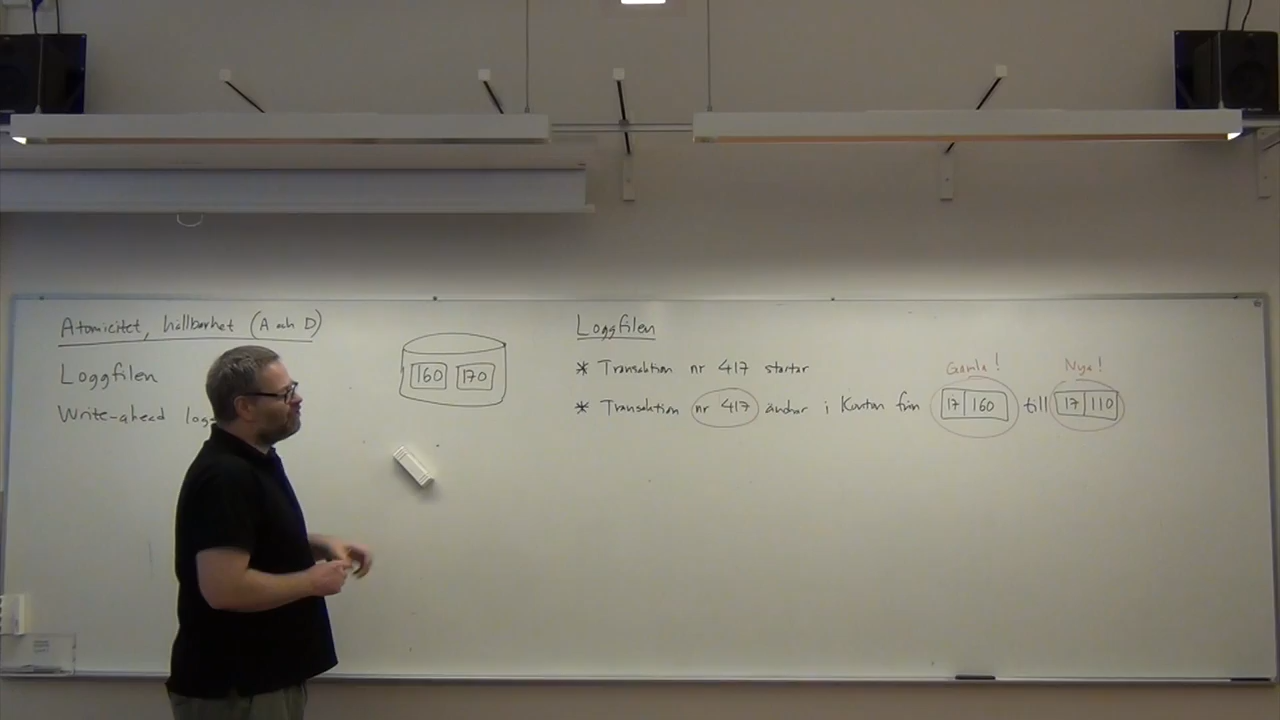 Atomicitet, hållbarhet (A och D)
Loggfilen
Write-ahead log
160 170
Loggfilen
* Transaktion nr 417 startar
Gamla! Nya!
* Transaktion nr 417 ändrar i Konton från 17 160 till 17 110